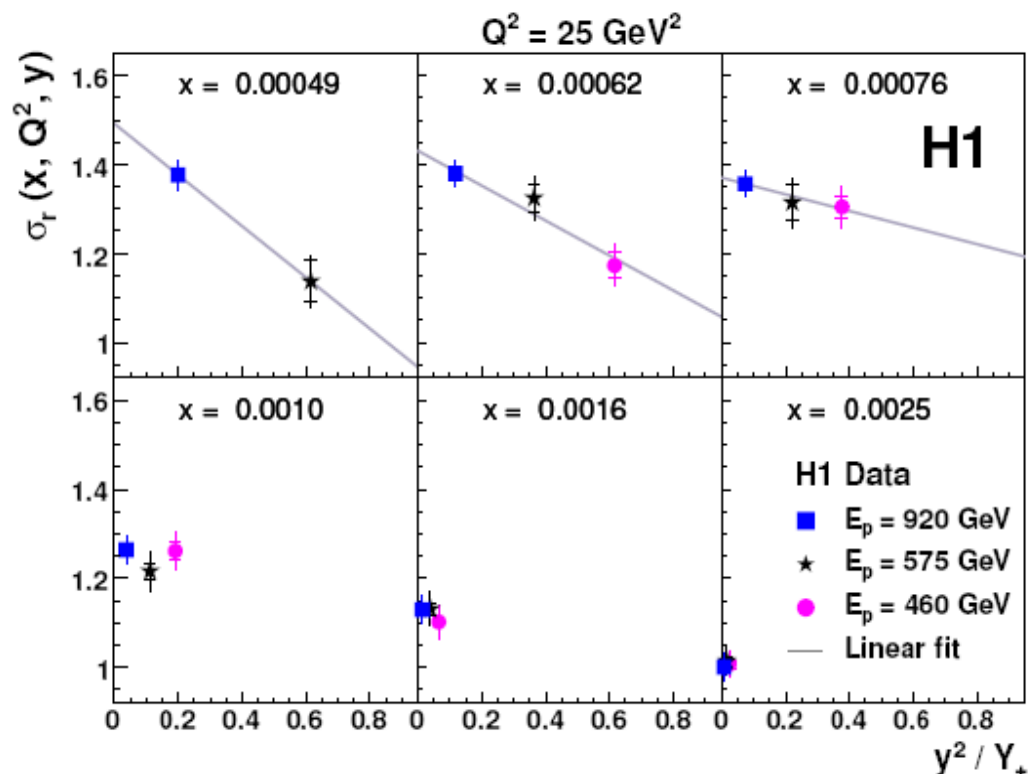 Q² = 25 GeV²
σᵣ (x, Q², y)
x = 0.00049
x = 0.00062
x = 0.00076
H1
1.6
1.4
1.2
1
x = 0.0010
x = 0.0016
x = 0.0025
1.6
1.4
1.2
1
H1 Data
E_p = 920 GeV
E_p = 575 GeV
E_p = 460 GeV
Linear fit
0 0.2 0.4 0.6 0.8 0 0.2 0.4 0.6 0.8 0 0.2 0.4 0.6 0.8
y² / Y₊